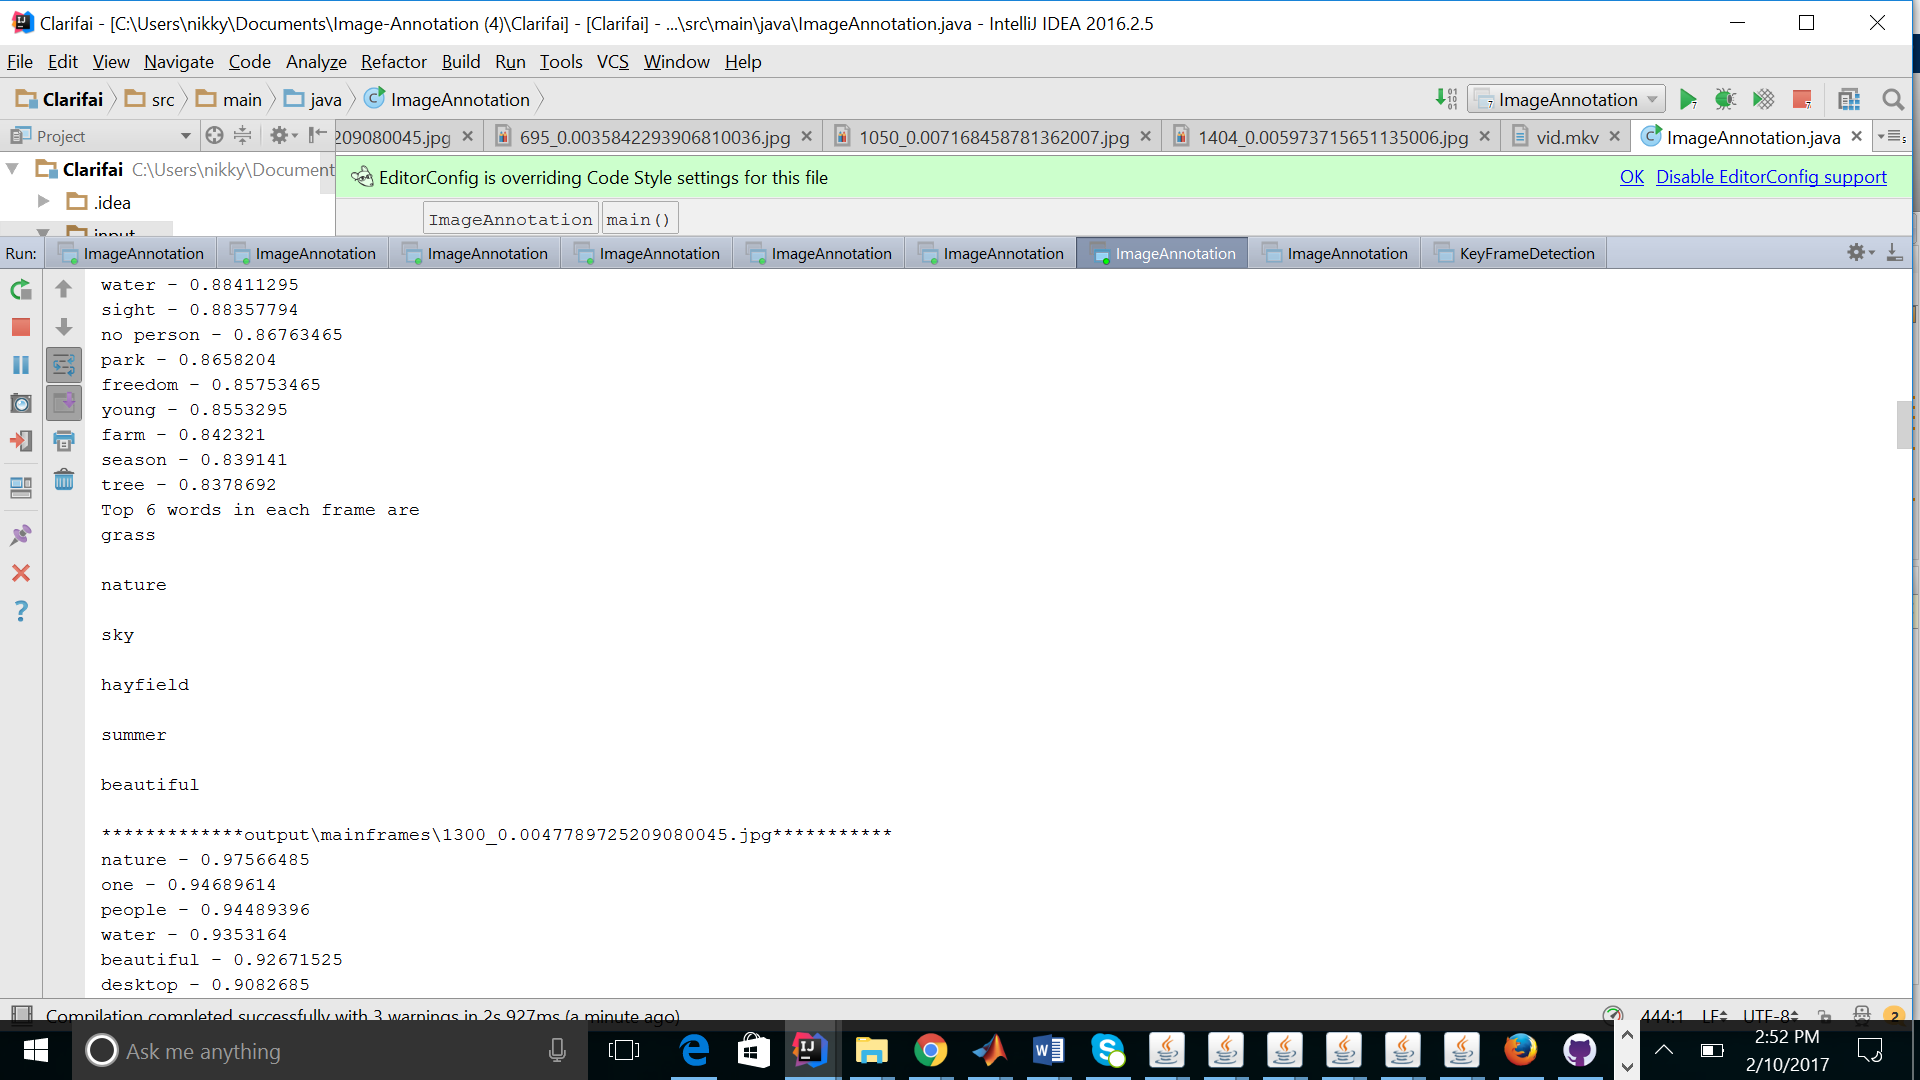 Clarifai - [C:\Users\nikky\Documents\Image-Annotation (4)\Clarifai] - [Clarifai] - ...\src\main\java\ImageAnnotation.java - IntelliJ IDEA 2016.2.5
File Edit View Navigate Code Analyze Refactor Build Run Tools VCS Window Help
Clarifai src main java ImageAnnotation ImageAnnotation
Project 209080045.jpg 695_0.0035842293906810036.jpg 1050_0.007168458781362007.jpg 1404_0.005973715651135006.jpg vid.mkv ImageAnnotation.java
Clarifai C:\Users\nikky\Document
EditorConfig is overriding Code Style settings for this file OK Disable EditorConfig support
.idea
ImageAnnotation main()
input
Run: ImageAnnotation ImageAnnotation ImageAnnotation ImageAnnotation ImageAnnotation ImageAnnotation ImageAnnotation ImageAnnotation KeyFrameDetection
water - 0.88411295
sight - 0.88357794
no person - 0.86763465
park - 0.8658204
freedom - 0.85753465
young - 0.8553295
farm - 0.842321
season - 0.839141
tree - 0.8378692
Top 6 words in each frame are
grass
nature
sky
hayfield
summer
beautiful
*************output\mainframes\1300_0.0047789725209080045.jpg***********
nature - 0.97566485
one - 0.94689614
people - 0.94489396
water - 0.9353164
beautiful - 0.92671525
desktop - 0.9082685
Compilation completed successfully with 3 warnings in 2s 927ms (a minute ago) 444:1 LF UTF-8 2
Ask me anything
2:52 PM
2/10/2017